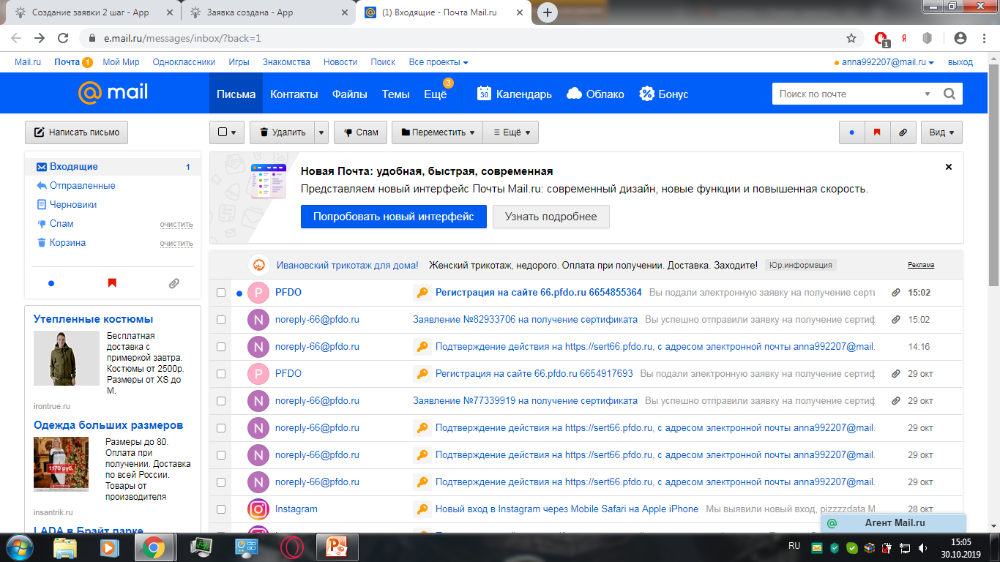 Создание заявки 2 шаг - App
Заявка создана - App
(1) Входящие - Почта Mail.ru
e.mail.ru/messages/inbox/?back=1
1
Mail.ru Почта 1 Мой Мир Одноклассники Игры Знакомства Новости Поиск Все проекты
anna992207@mail.ru выход
@mail
Письма Контакты Файлы Темы Ещё 3 30 Календарь Облако Бонус
Поиск по почте
Написать письмо
Удалить Спам Переместить Ещё Вид
Входящие 1
Отправленные
Черновики
Спам очистить
Корзина очистить
Новая Почта: удобная, быстрая, современная
Представляем новый интерфейс Почты Mail.ru: современный дизайн, новые функции и повышенная скорость.
Попробовать новый интерфейс Узнать подробнее
Ивановский трикотаж для дома! Женский трикотаж, недорого. Оплата при получении. Доставка. Заходите! Юр.информация Реклама
P PFDO Регистрация на сайте 66.pfdo.ru 6654855364 Вы подали электронную заявку на получение серти 15:02
N noreply-66@pfdo.ru Заявление №82933706 на получение сертификата Вы успешно отправили заявку на получение сертиф 15:02
N noreply-66@pfdo.ru Подтверждение действия на https://sert66.pfdo.ru, с адресом электронной почты anna992207@mail. 14:16
P PFDO Регистрация на сайте 66.pfdo.ru 6654917693 Вы подали электронную заявку на получение серти 29 окт
N noreply-66@pfdo.ru Заявление №77339919 на получение сертификата Вы успешно отправили заявку на получение сертиф 29 окт
N noreply-66@pfdo.ru Подтверждение действия на https://sert66.pfdo.ru, с адресом электронной почты anna992207@mail. 29 окт
N noreply-66@pfdo.ru Подтверждение действия на https://sert66.pfdo.ru, с адресом электронной почты anna992207@mail. 29 окт
N noreply-66@pfdo.ru Подтверждение действия на https://sert66.pfdo.ru, с адресом электронной почты anna992207@mail. 29 окт
Instagram Новый вход в Instagram через Mobile Safari на Apple iPhone Мы выявили новый вход, pizzzzdata М 28 окт
Утепленные костюмы
Бесплатная
доставка с
примеркой завтра.
Костюмы от 2500р.
Размеры от XS до
M.
irontrue.ru
Одежда больших размеров
1170 руб.
Размеры до 80.
Оплата при
получении. Доставка
по всей России.
Товары от
производителя
insantrik.ru
LADA в Брайт парке
Агент Mail.ru
RU
15:05
30.10.2019